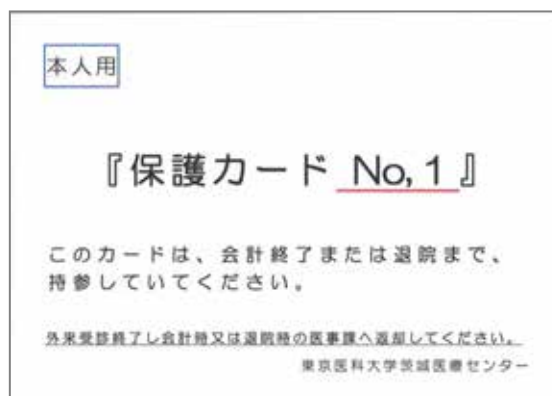 本人用
『保護カード No,1』
このカードは、会計終了または退院まで、
持参していてください。
外来受診終了し会計時又は退院時の医事課へ返却してください。
東京医科大学茨城医療センター